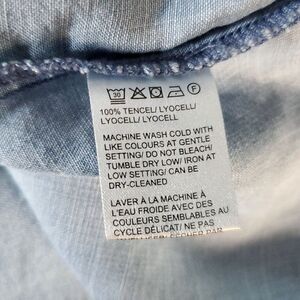 30 F
100% TENCEL/ LYOCELL/
LYOCELL/ LYOCELL
MACHINE WASH COLD WITH
LIKE COLOURS AT GENTLE
SETTING/ DO NOT BLEACH/
TUMBLE DRY LOW/ IRON AT
LOW SETTING/ CAN BE
DRY-CLEANED
LAVER À LA MACHINE À
L'EAU FROIDE AVEC DES
COULEURS SEMBLABLES AU
CYCLE DÉLICAT/ NE PAS